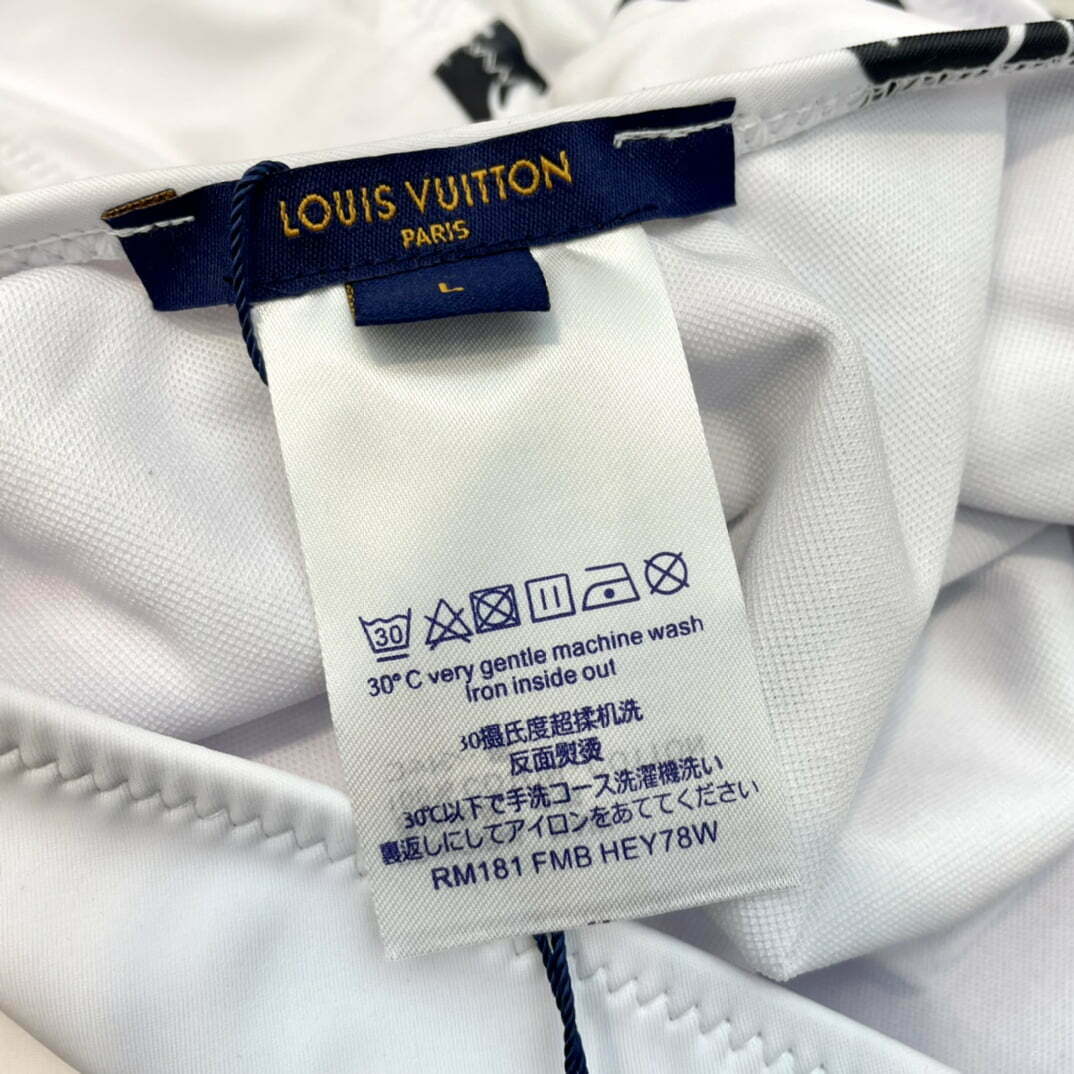 LOUIS VUITTON
PARIS
L
30
30°C very gentle machine wash
Iron inside out
30摄氏度超揉机洗
反面熨烫
30℃以下で手洗コース洗濯機洗い
裏返しにしてアイロンをあててください
RM181 FMB HEY78W